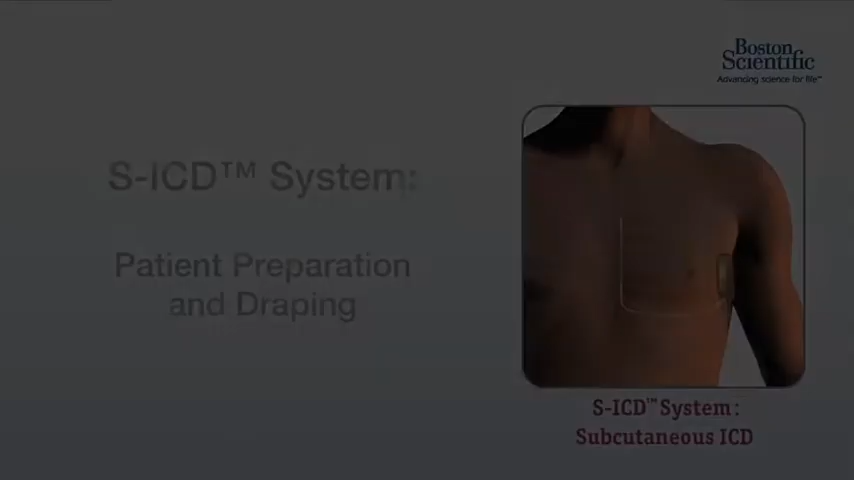 Boston
Scientific
Advancing science for life™
S-ICD™ System:
Patient Preparation
and Draping
S-ICD™ System:
Subcutaneous ICD